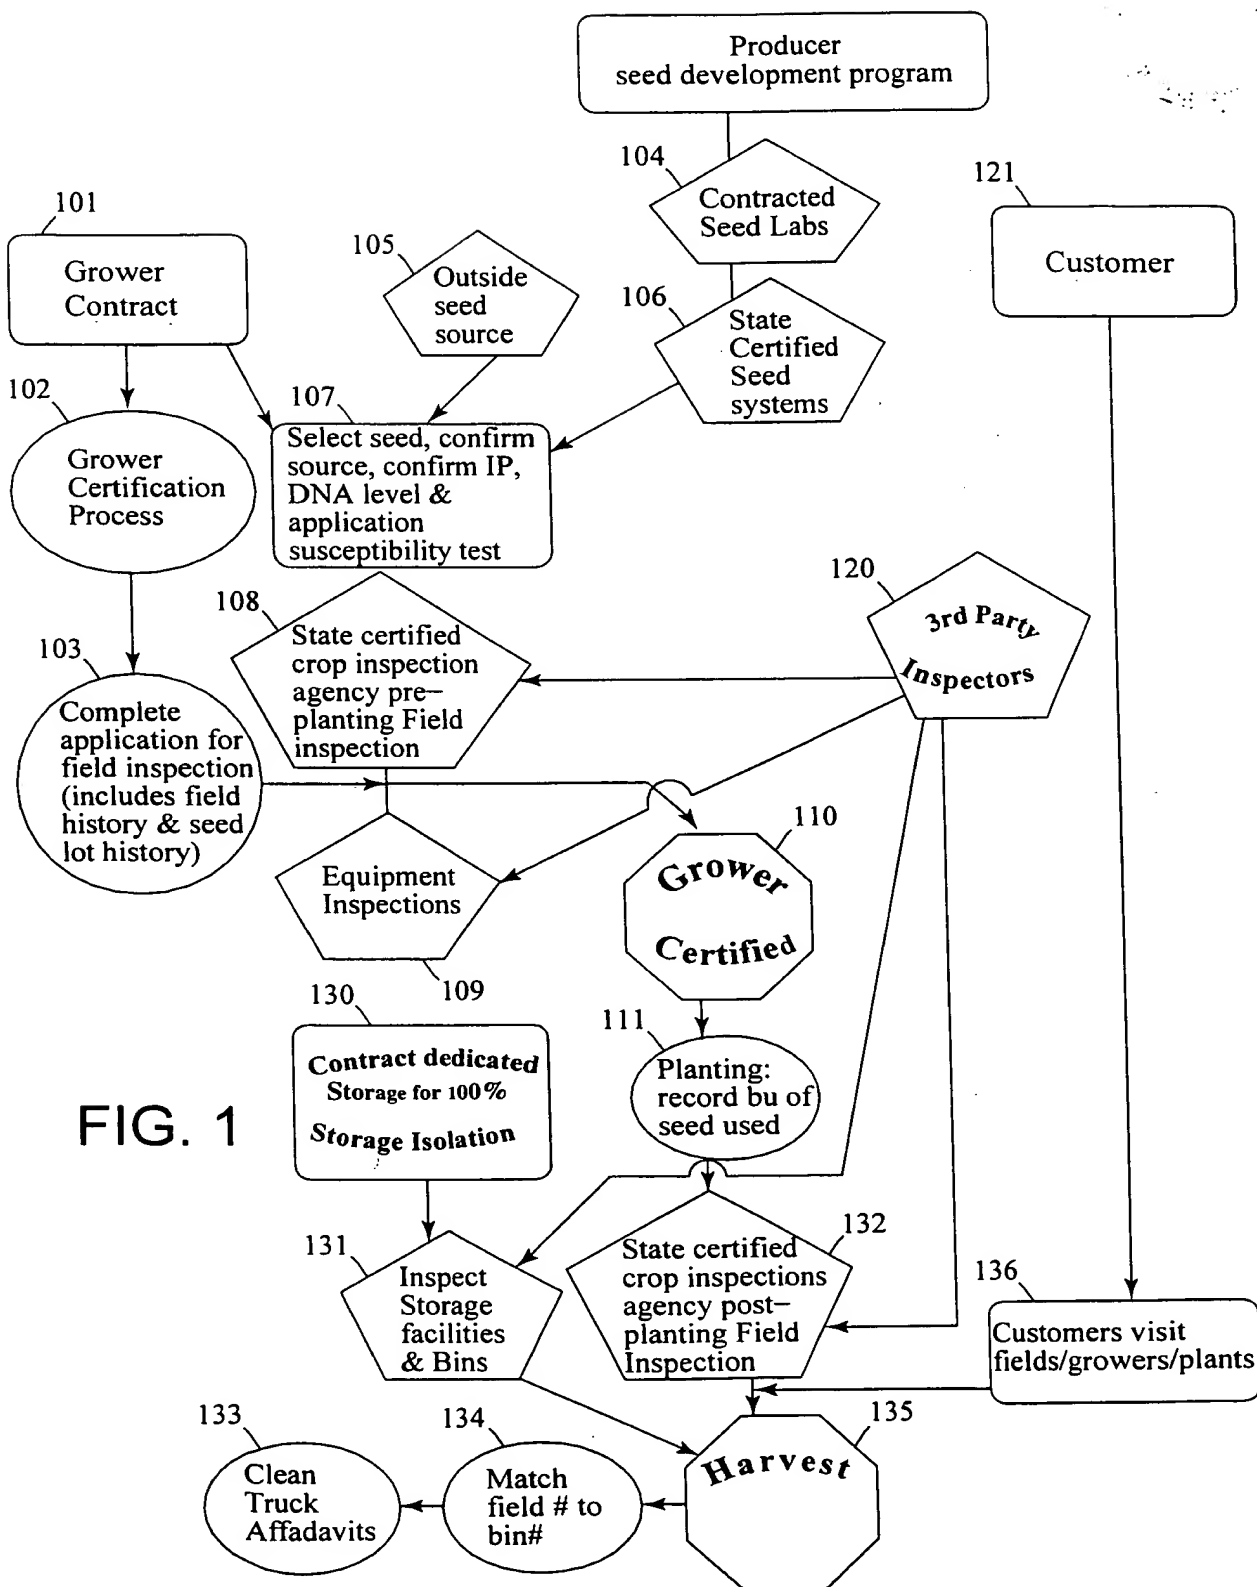 Producer
seed development program
104
Contracted
Seed Labs
121
Customer
101
Grower
Contract
105
Outside
seed
source
106
State
Certified
Seed
systems
102
Grower
Certification
Process
107
Select seed, confirm
source, confirm IP,
DNA level &
application
susceptibility test
108
State certified
crop inspection
agency pre–
planting Field
inspection
120
3rd Party
Inspectors
103
Complete
application for
field inspection
(includes field
history & seed
lot history)
110
Grower
Certified
Equipment
Inspections
109
130
Contract dedicated
Storage for 100%
Storage Isolation
111
Planting:
record bu of
seed used
FIG. 1
131
Inspect
Storage
facilities
& Bins
132
State certified
crop inspections
agency post–
planting Field
Inspection
136
Customers visit
fields/growers/plants
133
Clean
Truck
Affadavits
134
Match
field # to
bin#
135
Harvest